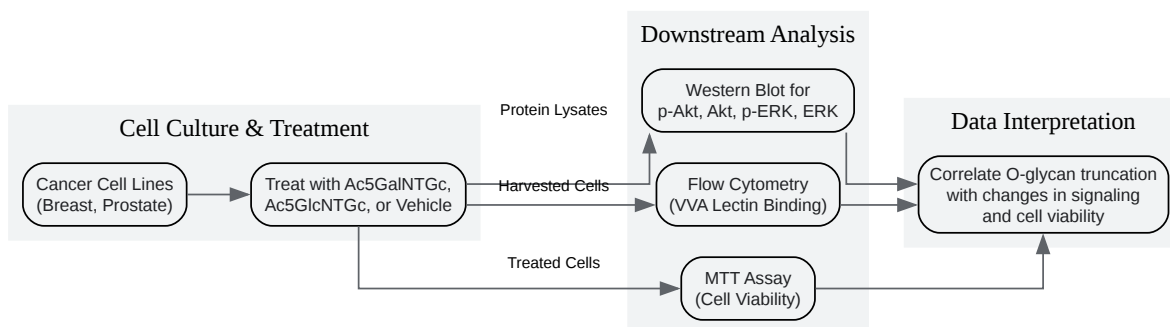 Cell Culture & Treatment
Cancer Cell Lines
(Breast, Prostate)
Treat with Ac5GalNTGc,
Ac5GlcNTGc, or Vehicle
Protein Lysates
Harvested Cells
Treated Cells
Downstream Analysis
Western Blot for
p-Akt, Akt, p-ERK, ERK
Flow Cytometry
(VVA Lectin Binding)
MTT Assay
(Cell Viability)
Data Interpretation
Correlate O-glycan truncation
with changes in signaling
and cell viability